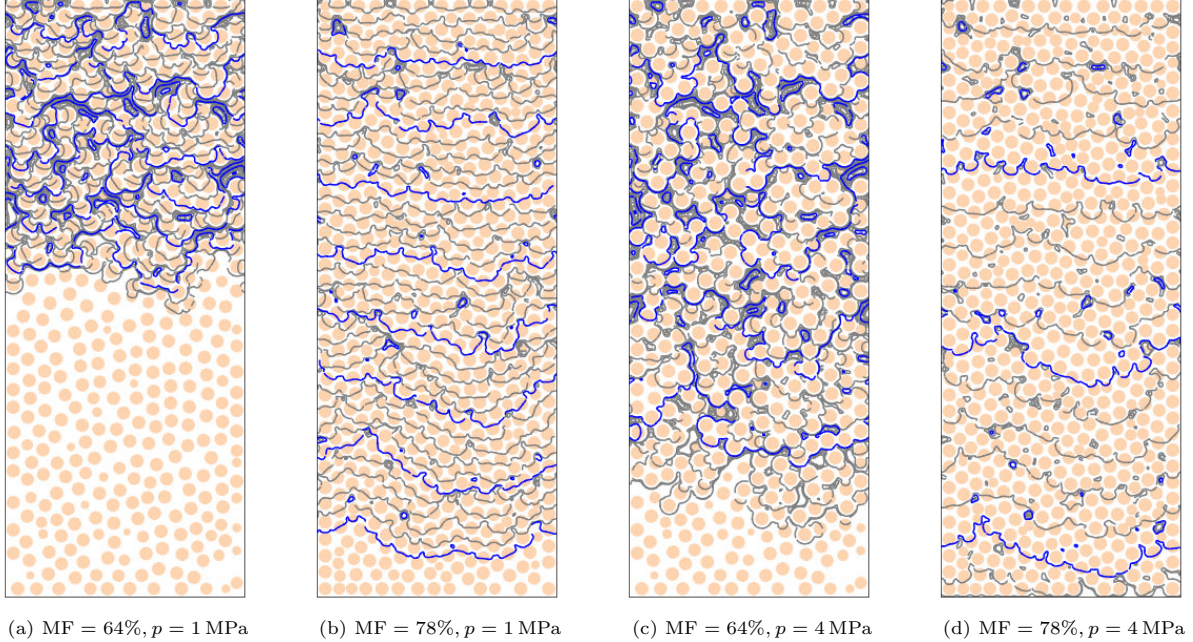 (a) MF = 64%, p = 1 MPa
(b) MF = 78%, p = 1 MPa
(c) MF = 64%, p = 4 MPa
(d) MF = 78%, p = 4 MPa